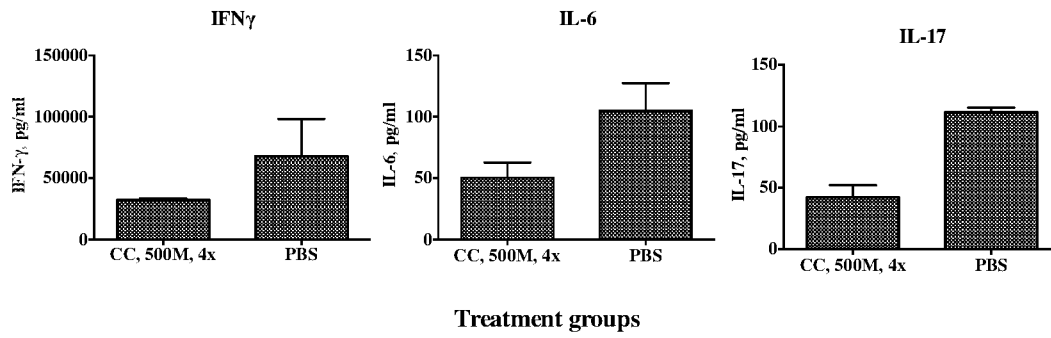 IFNγ
IL-6
IL-17
150000
100000
50000
0
IFN-γ, pg/ml
CC, 500M, 4x
PBS
150
100
50
0
IL-6, pg/ml
CC, 500M, 4x
PBS
150
100
50
0
IL-17, pg/ml
CC, 500M, 4x
PBS
Treatment groups